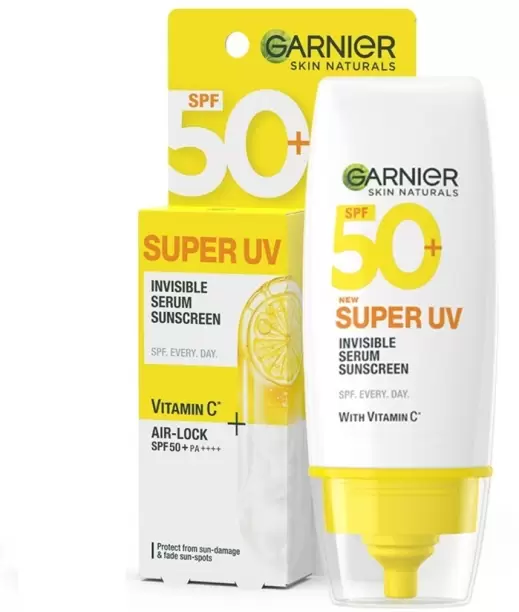 GARNIER
SKIN NATURALS
SPF
50+
SUPER UV
INVISIBLE
SERUM
SUNSCREEN
SPF. EVERY. DAY.
VITAMIN C*
+
AIR-LOCK
SPF50+ PA++++
Protect from sun-damage
& fade sun-spots
GARNIER
SKIN NATURALS
SPF
50+
NEW
SUPER UV
INVISIBLE
SERUM
SUNSCREEN
SPF. EVERY. DAY.
WITH VITAMIN C*